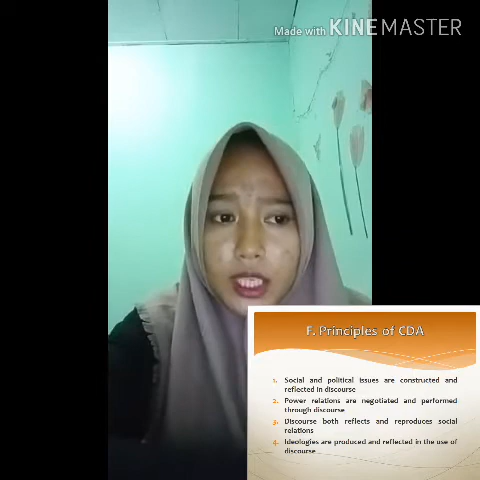 Made with KINEMASTER
F. Principles of CDA
1. Social and political issues are constructed and
reflected in discourse
2. Power relations are negotiated and performed
through discourse
3. Discourse both reflects and reproduces social
relations
4. Ideologies are produced and reflected in the use of
discourse